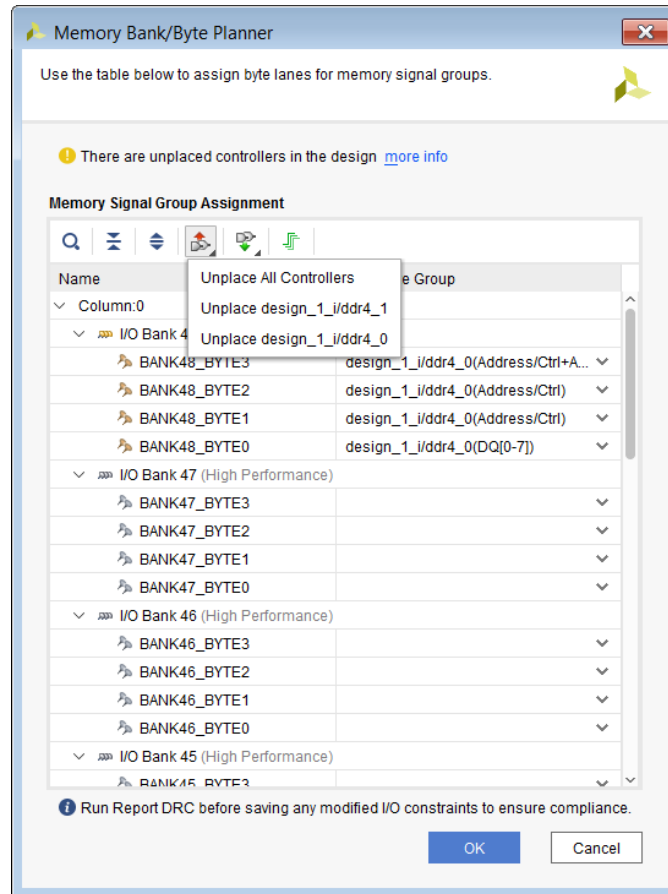 Memory Bank/Byte Planner
Use the table below to assign byte lanes for memory signal groups.
There are unplaced controllers in the design more info
Memory Signal Group Assignment
Unplace All Controllers
Unplace design_1_i/ddr4_1
Unplace design_1_i/ddr4_0
Name e Group
Column:0
I/O Bank 4
BANK48_BYTE3 design_1_i/ddr4_0(Address/Ctrl+A...
BANK48_BYTE2 design_1_i/ddr4_0(Address/Ctrl)
BANK48_BYTE1 design_1_i/ddr4_0(Address/Ctrl)
BANK48_BYTE0 design_1_i/ddr4_0(DQ[0-7])
I/O Bank 47 (High Performance)
BANK47_BYTE3
BANK47_BYTE2
BANK47_BYTE1
BANK47_BYTE0
I/O Bank 46 (High Performance)
BANK46_BYTE3
BANK46_BYTE2
BANK46_BYTE1
BANK46_BYTE0
I/O Bank 45 (High Performance)
BANK45_BYTE3
Run Report DRC before saving any modified I/O constraints to ensure compliance.
OK Cancel